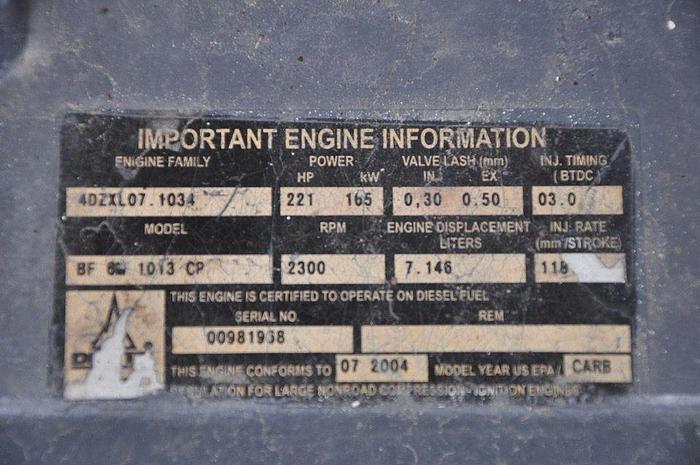 IMPORTANT ENGINE INFORMATION
ENIGINE FAMILY POWER VALVE LASH (mm) INJ. TIMING
HP kW IN EX (BTDC
4DZXL07.1034 221 165 0,30 0.50 03.0
MODEL RPM ENGINE DISPLACEMENT INJ. RATE
LITERS (mm³/STROKE)
BF 6M 1013 CP 2300 7.146 118
THIS ENGINE IS CERTIFIED TO OPERATE ON DIESEL FUEL
SERIAL NO. REM
00981938
THIS ENGINE CONFORMS TO 07 2004 MODEL YEAR US EPA / CARB
REGULATION FOR LARGE NONROAD COMPRESSION - IGNITION ENGINES